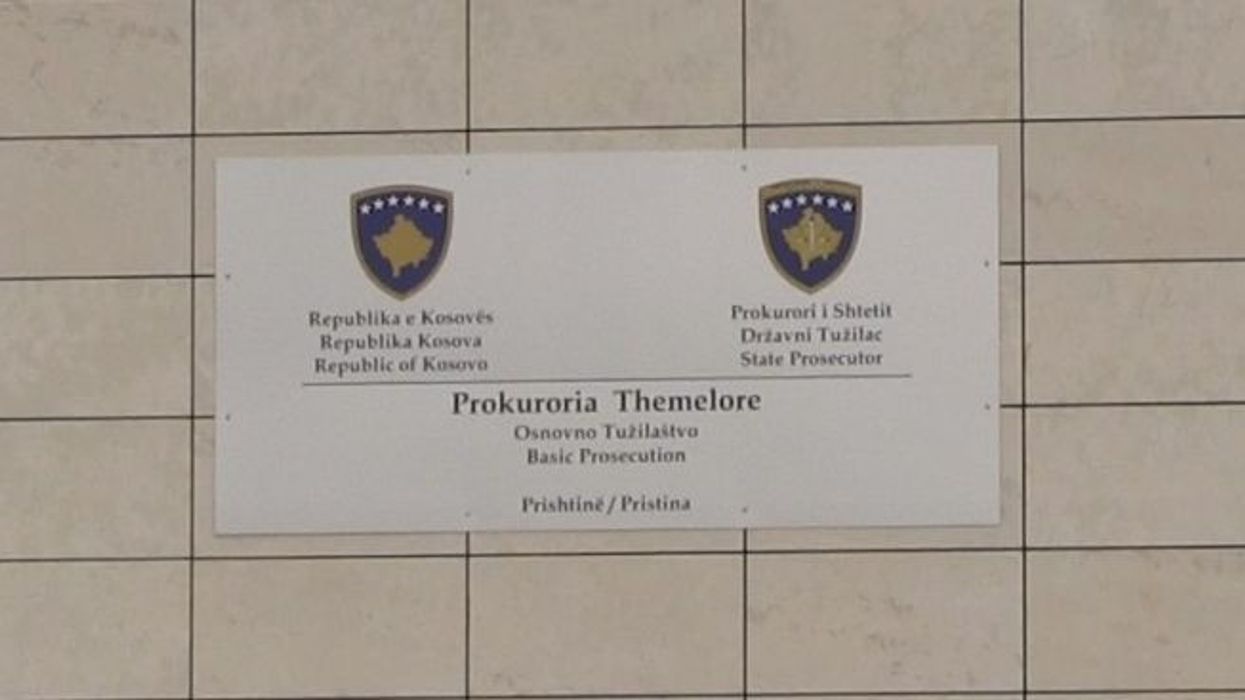 Republika e Kosovës
Republika Kosova
Republic of Kosovo
Prokurori i Shtetit
Državni Tužilac
State Prosecutor
Prokuroria Themelore
Osnovno Tužilaštvo
Basic Prosecution
Prishtinë / Pristina